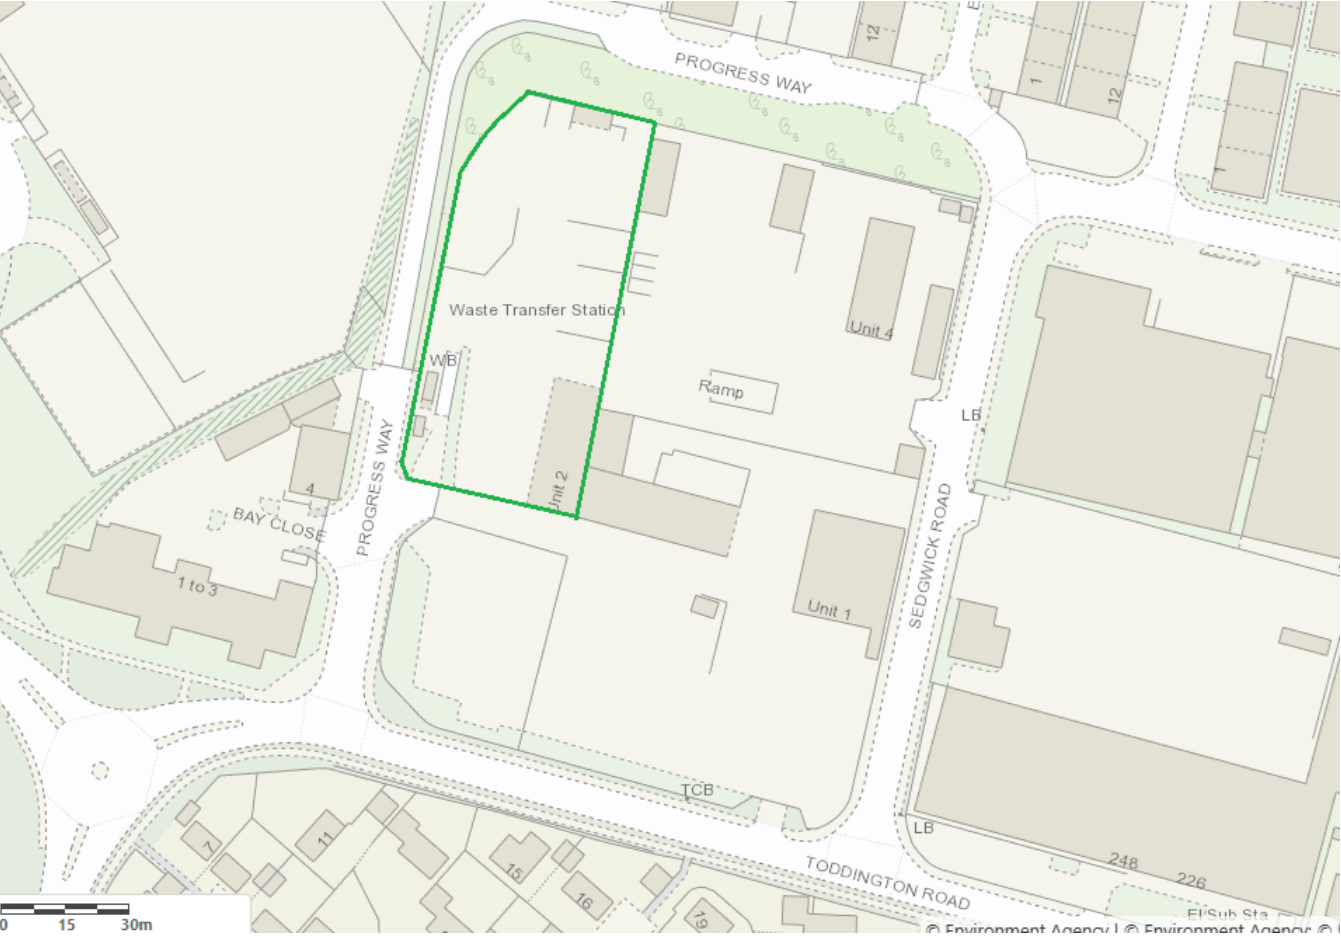 E
12
PROGRESS WAY
1
12
1
Waste Transfer Station
Unit 4
WB
Ramp
LB
PROGRESS WAY
4
Unit 2
BAY CLOSE
SEDGWICK ROAD
1 to 3
Unit 1
TCB
LB
7
11
15
16
19
TODDINGTON ROAD
248
226
El Sub Sta
0 15 30m
© Environment Agency | © Environment Agency; ©